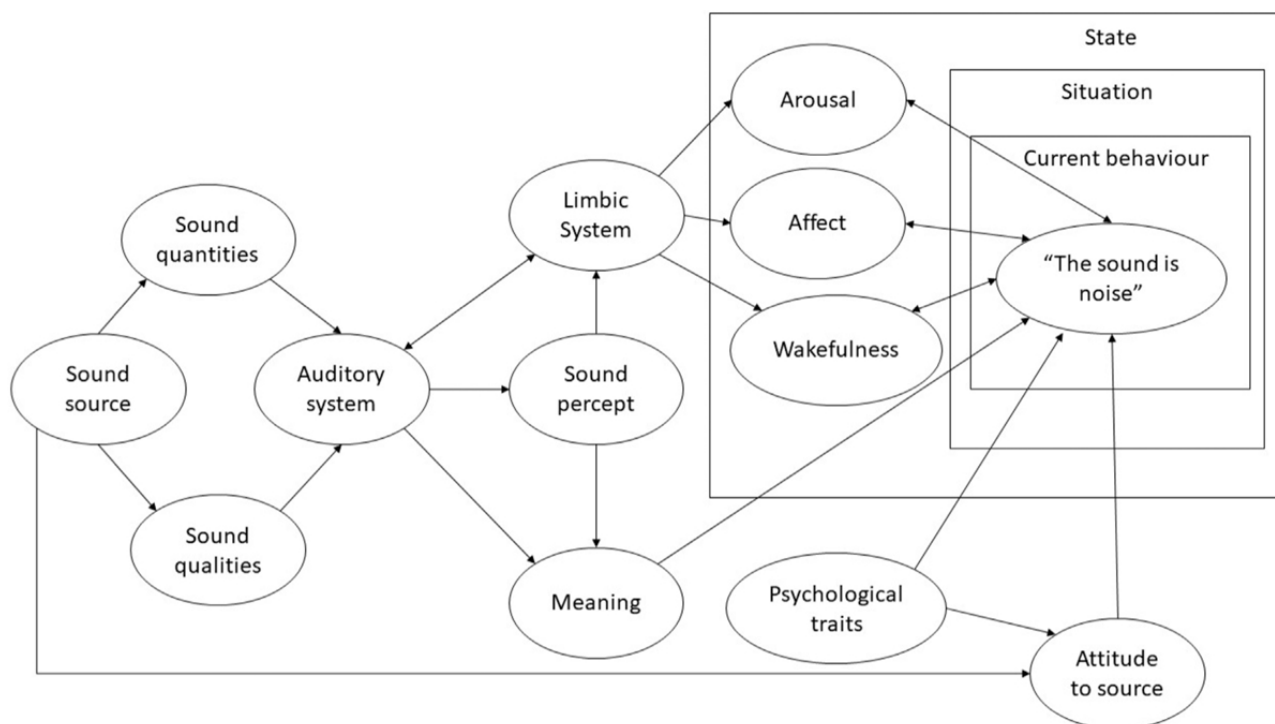 State
Situation
Arousal
Current behaviour
Limbic
System
Sound
quantities
Affect
“The sound is
noise”
Wakefulness
Sound
source
Auditory
system
Sound
percept
Sound
qualities
Meaning
Psychological
traits
Attitude
to source